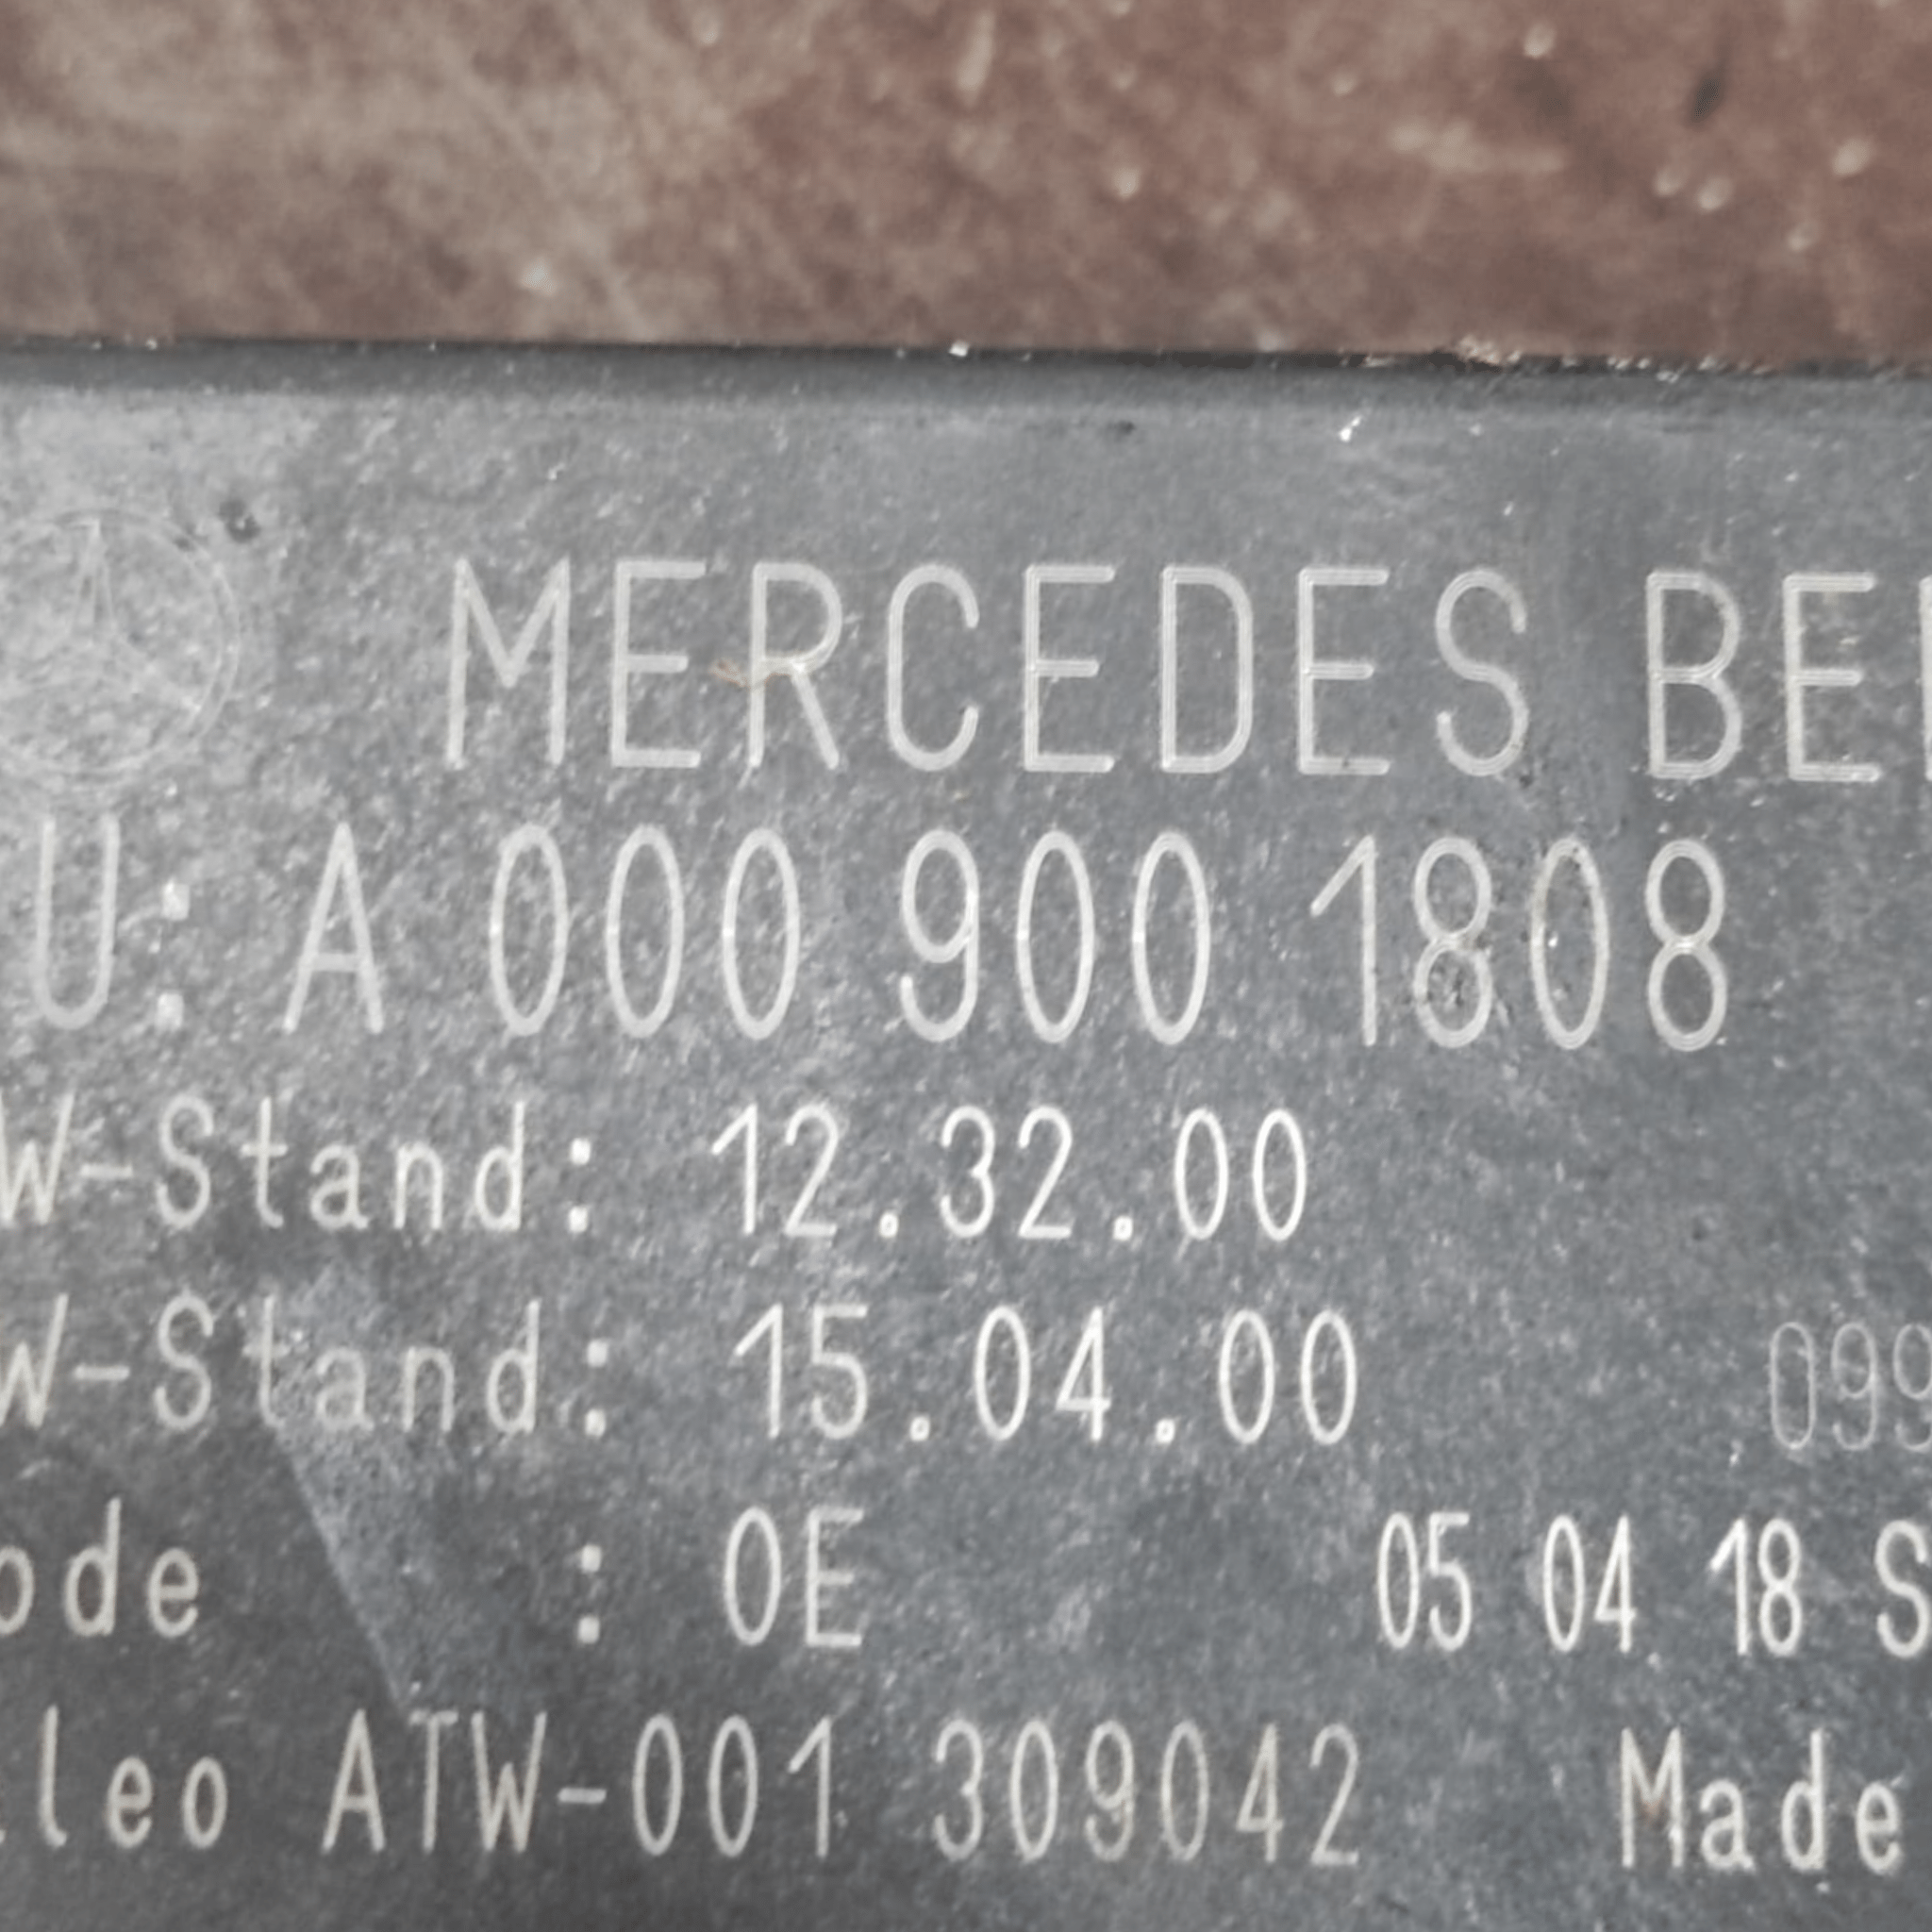 MERCEDES BE
U: A 000 900 1808
W-Stand: 12.32.00
W-Stand: 15.04.00 099
ode : 0E 05 04 18 S
leo ATW-001 309042 Made